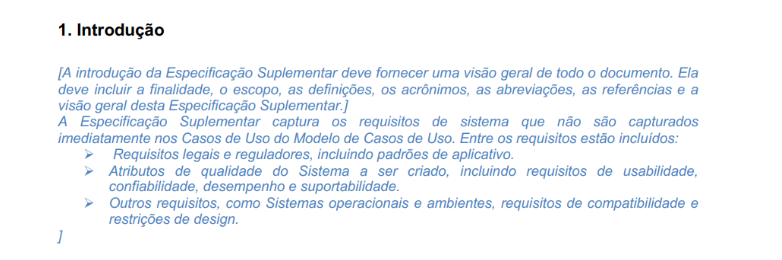 1. Introdução
[A introdução da Especificação Suplementar deve fornecer uma visão geral de todo o documento. Ela
deve incluir a finalidade, o escopo, as definições, os acrônimos, as abreviações, as referências e a
visão geral desta Especificação Suplementar.]
A Especificação Suplementar captura os requisitos de sistema que não são capturados
imediatamente nos Casos de Uso do Modelo de Casos de Uso. Entre os requisitos estão incluídos:
➢ Requisitos legais e reguladores, incluindo padrões de aplicativo.
➢ Atributos de qualidade do Sistema a ser criado, incluindo requisitos de usabilidade,
confiabilidade, desempenho e suportabilidade.
➢ Outros requisitos, como Sistemas operacionais e ambientes, requisitos de compatibilidade e
restrições de design.
]